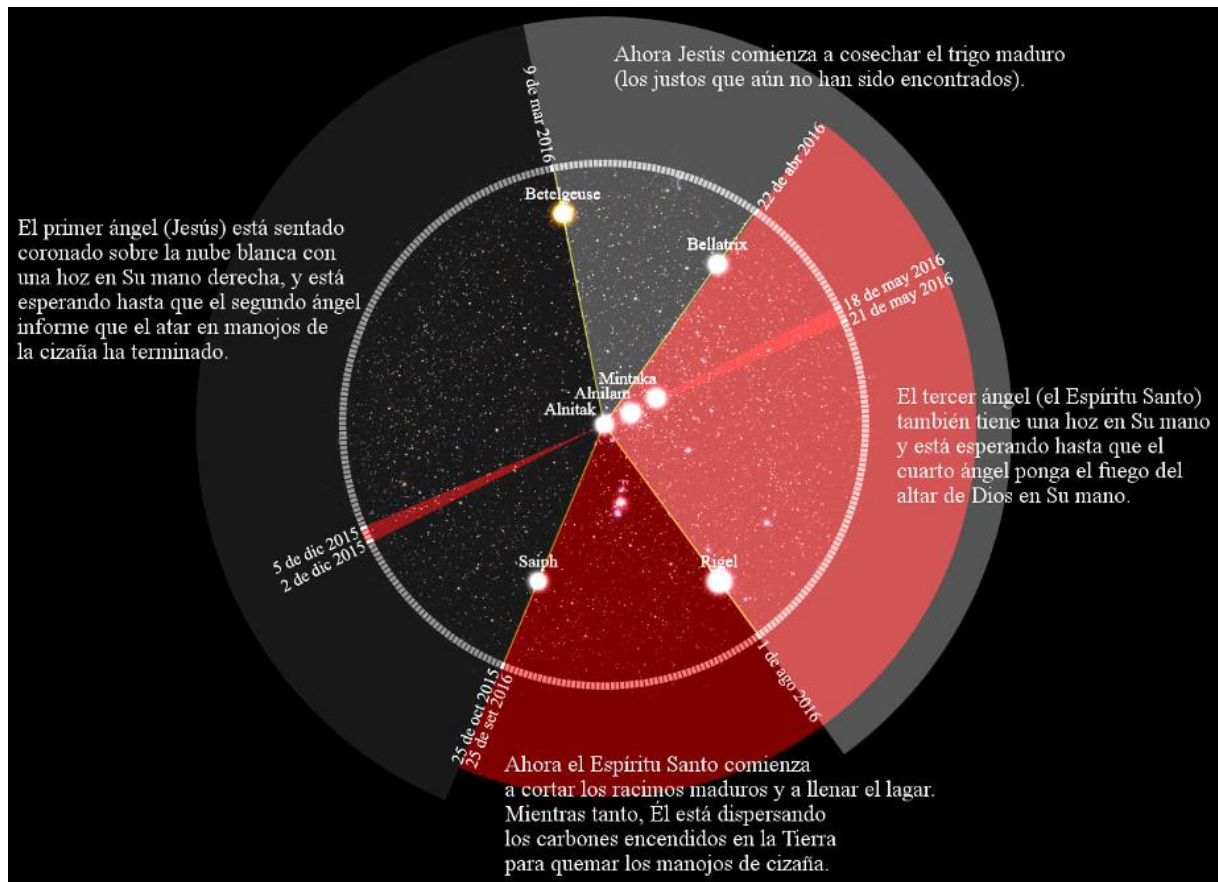 Ahora Jesús comienza a cosechar el trigo maduro
(los justos que aún no han sido encontrados).
9 de mar 2016
22 de abr 2016
Betelgeuse
Bellatrix
El primer ángel (Jesús) está sentado
coronado sobre la nube blanca con
una hoz en Su mano derecha, y está
esperando hasta que el segundo ángel
informe que el atar en manojos de
la cizaña ha terminado.
18 de may 2016
21 de may 2016
Mintaka
Alnilam
Alnitak
El tercer ángel (el Espíritu Santo)
también tiene una hoz en Su mano
y está esperando hasta que el
cuarto ángel ponga el fuego del
altar de Dios en Su mano.
5 de dic 2015
2 de dic 2015
Saiph
Rigel
1 de ago 2016
25 de oct 2015
25 de set 2016
Ahora el Espíritu Santo comienza
a cortar los racimos maduros y a llenar el lagar.
Mientras tanto, Él está dispersando
los carbones encendidos en la Tierra
para quemar los manojos de cizaña.